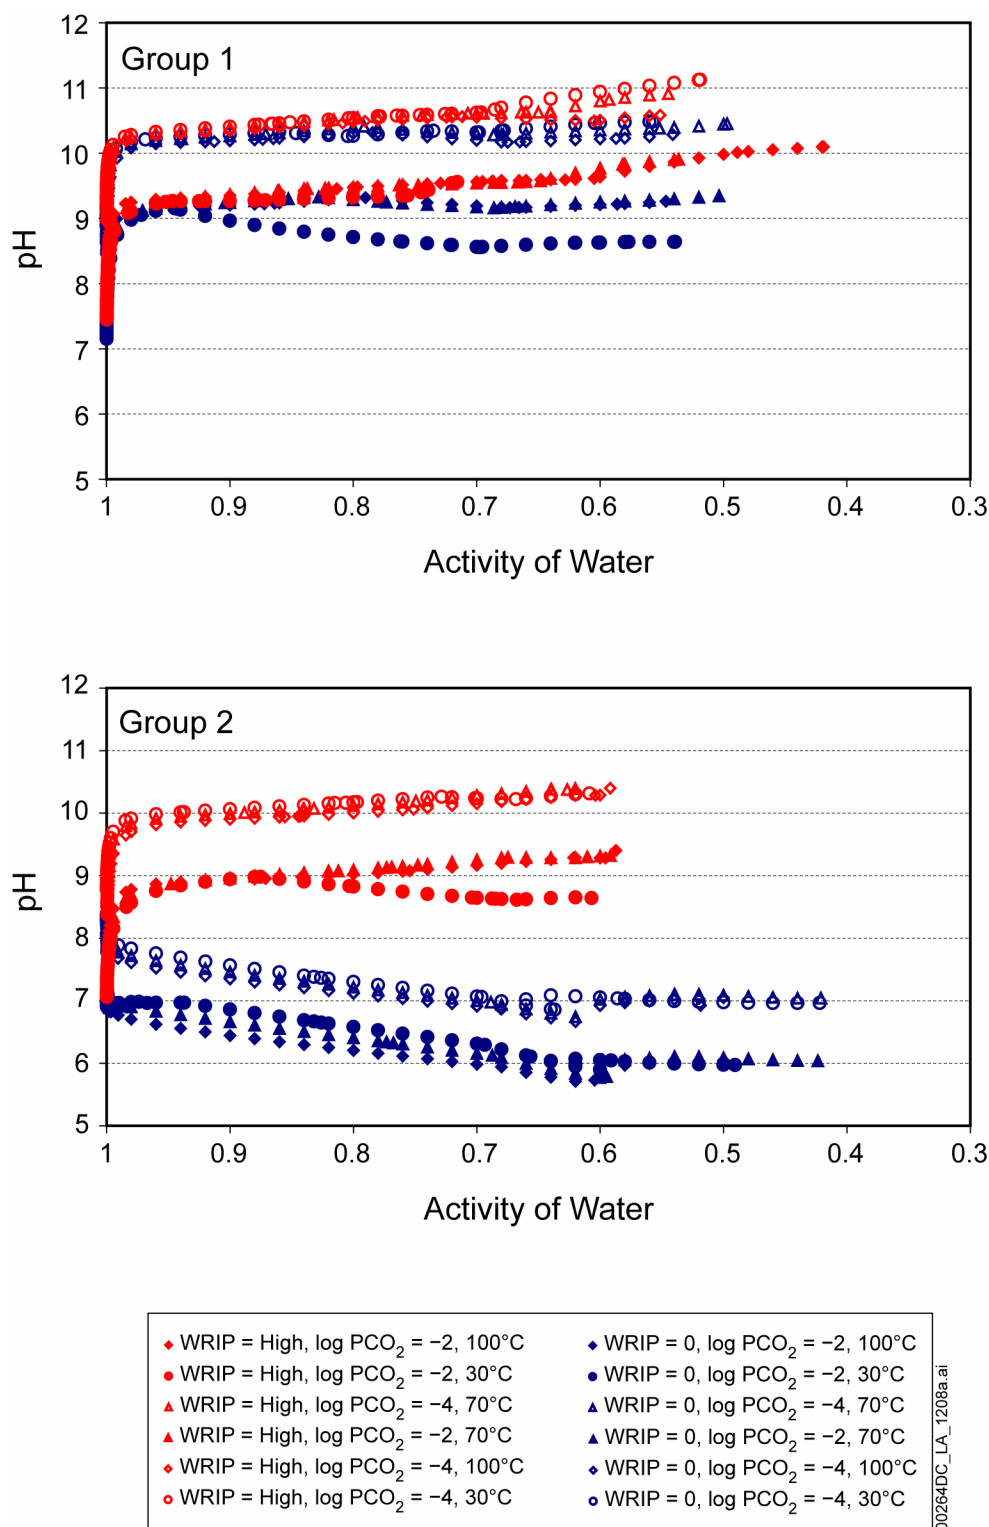 Group 1
12
11
10
9
8
7
6
5
pH
1 0.9 0.8 0.7 0.6 0.5 0.4 0.3
Activity of Water
Group 2
12
11
10
9
8
7
6
5
pH
1 0.9 0.8 0.7 0.6 0.5 0.4 0.3
Activity of Water
WRIP = High, log PCO2 = −2, 100°C
WRIP = High, log PCO2 = −2, 30°C
WRIP = High, log PCO2 = −4, 70°C
WRIP = High, log PCO2 = −2, 70°C
WRIP = High, log PCO2 = −4, 100°C
WRIP = High, log PCO2 = −4, 30°C
WRIP = 0, log PCO2 = −2, 100°C
WRIP = 0, log PCO2 = −2, 30°C
WRIP = 0, log PCO2 = −4, 70°C
WRIP = 0, log PCO2 = −2, 70°C
WRIP = 0, log PCO2 = −4, 100°C
WRIP = 0, log PCO2 = −4, 30°C
00264DC_LA_1208a.ai